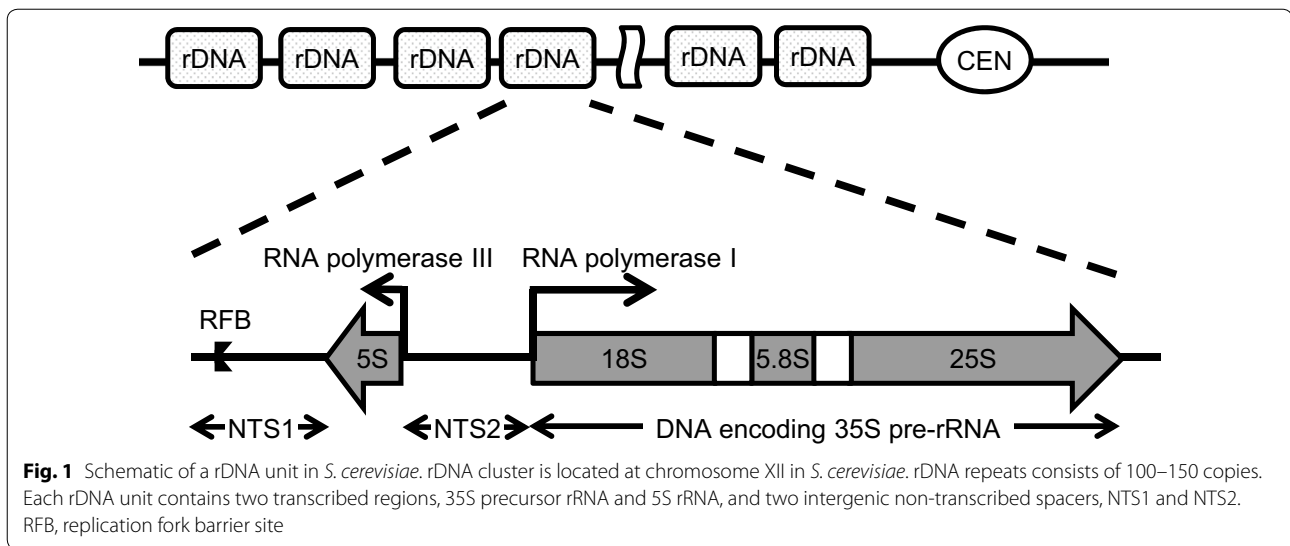 rDNA rDNA rDNA rDNA rDNA rDNA CEN
RNA polymerase III RNA polymerase I
RFB
5S 18S 5.8S 25S
NTS1 NTS2 DNA encoding 35S pre-rRNA
Fig. 1 Schematic of a rDNA unit in S. cerevisiae. rDNA cluster is located at chromosome XII in S. cerevisiae. rDNA repeats consists of 100–150 copies.
Each rDNA unit contains two transcribed regions, 35S precursor rRNA and 5S rRNA, and two intergenic non-transcribed spacers, NTS1 and NTS2.
RFB, replication fork barrier site